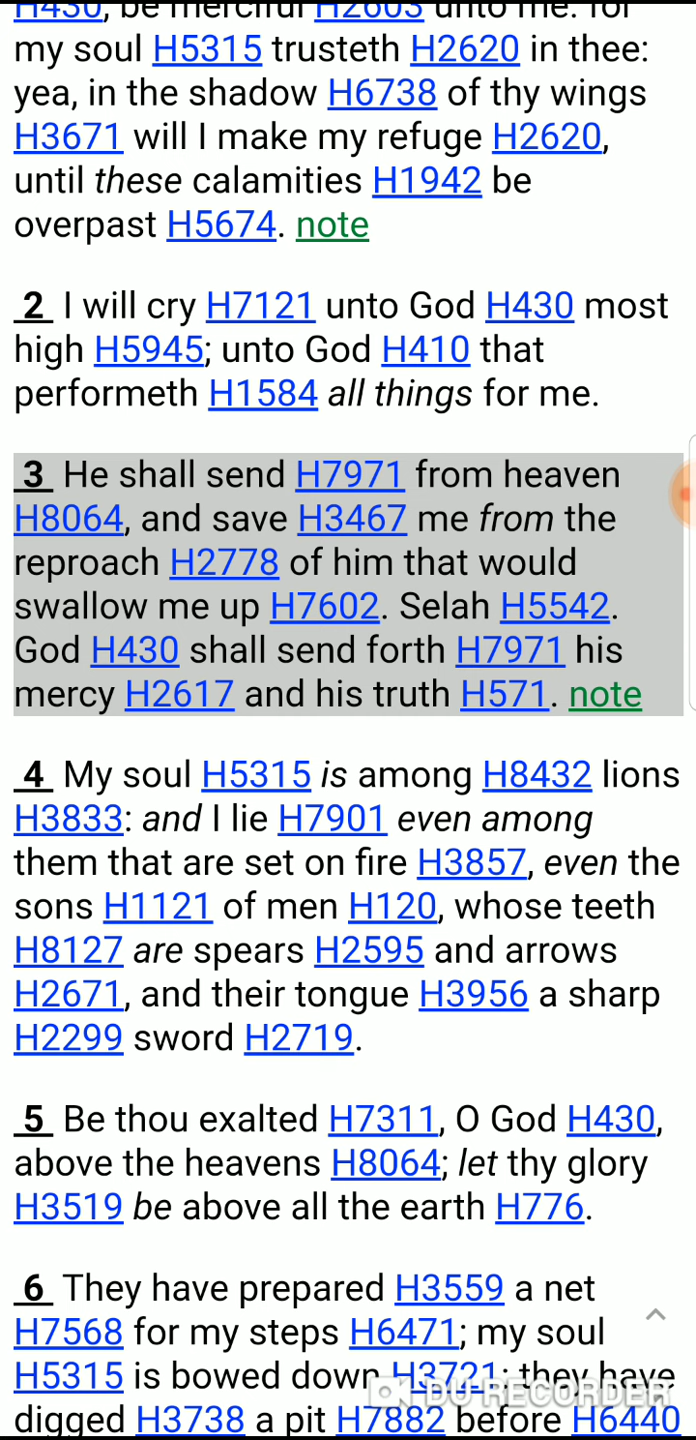 H430, be merciful H2603 unto me: for
my soul H5315 trusteth H2620 in thee:
yea, in the shadow H6738 of thy wings
H3671 will I make my refuge H2620,
until these calamities H1942 be
overpast H5674. note
2 I will cry H7121 unto God H430 most
high H5945; unto God H410 that
performeth H1584 all things for me.
3 He shall send H7971 from heaven
H8064, and save H3467 me from the
reproach H2778 of him that would
swallow me up H7602. Selah H5542.
God H430 shall send forth H7971 his
mercy H2617 and his truth H571. note
4 My soul H5315 is among H8432 lions
H3833: and I lie H7901 even among
them that are set on fire H3857, even the
sons H1121 of men H120, whose teeth
H8127 are spears H2595 and arrows
H2671, and their tongue H3956 a sharp
H2299 sword H2719.
5 Be thou exalted H7311, O God H430,
above the heavens H8064; let thy glory
H3519 be above all the earth H776.
6 They have prepared H3559 a net
H7568 for my steps H6471; my soul
H5315 is bowed down H3721: they have
DU RECORDER
digged H3738 a pit H7882 before H6440